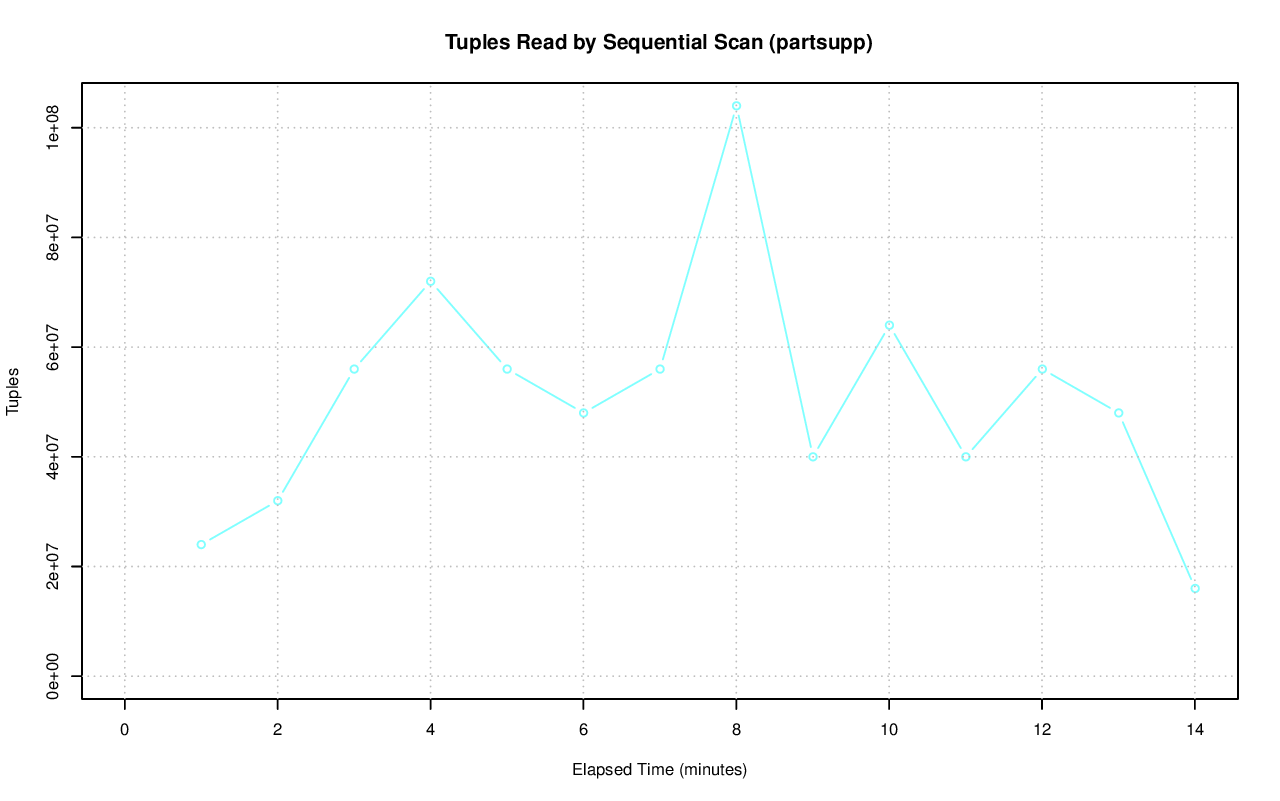 Tuples Read by Sequential Scan (partsupp)
Tuples
1e+08
8e+07
6e+07
4e+07
2e+07
0e+00
0 2 4 6 8 10 12 14
Elapsed Time (minutes)